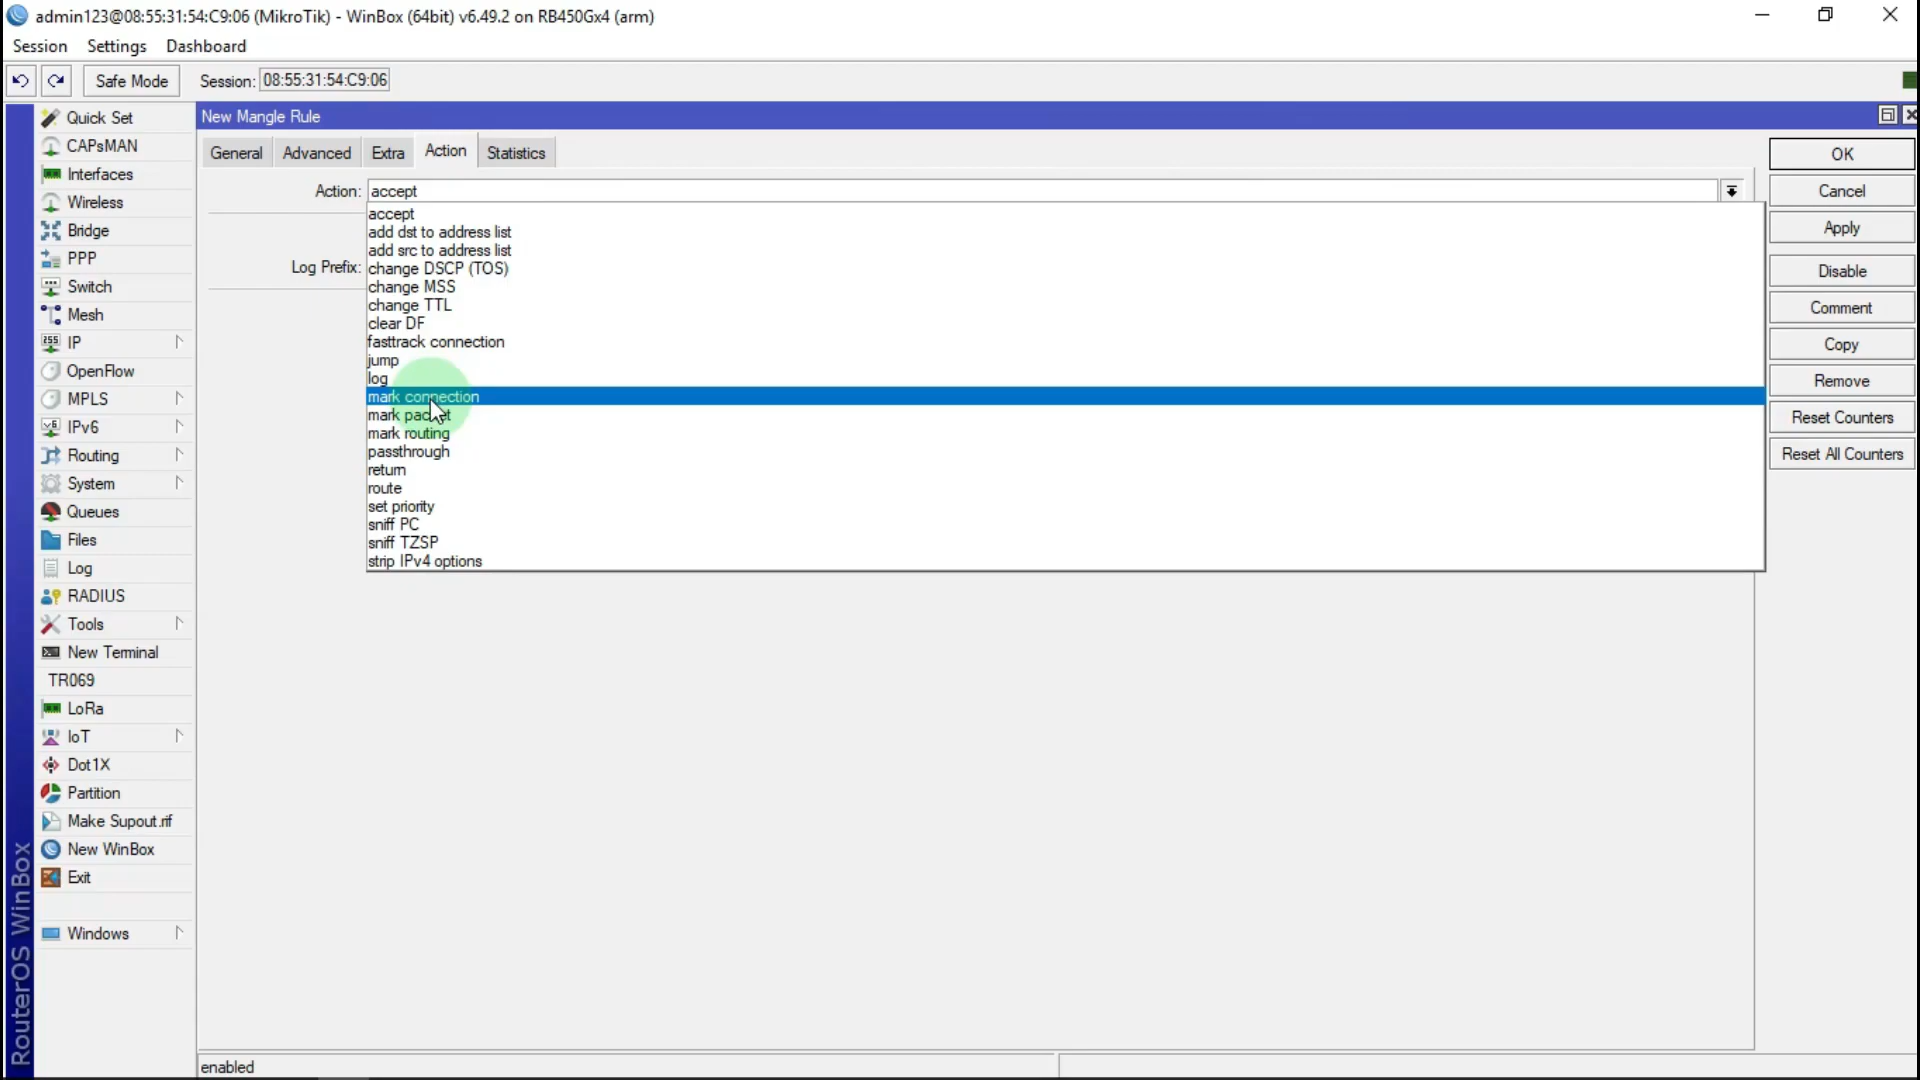 admin123@08:55:31:54:C9:06 (MikroTik) - WinBox (64bit) v6.49.2 on RB450Gx4 (arm)
Session Settings Dashboard
Safe Mode Session: 08:55:31:54:C9:06
New Mangle Rule
General Advanced Extra Action Statistics
Action: accept
Log Prefix:
accept
add dst to address list
add src to address list
change DSCP (TOS)
change MSS
change TTL
clear DF
fasttrack connection
jump
log
mark connection
mark packet
mark routing
passthrough
return
route
set priority
sniff PC
sniff TZSP
strip IPv4 options
OK
Cancel
Apply
Disable
Comment
Copy
Remove
Reset Counters
Reset All Counters
Quick Set
CAPsMAN
Interfaces
Wireless
Bridge
PPP
Switch
Mesh
255 IP
OpenFlow
MPLS
v6 IPv6
Routing
System
Queues
Files
Log
RADIUS
Tools
New Terminal
TR069
LoRa
IoT
Dot1X
Partition
Make Supout.rif
New WinBox
Exit
Windows
RouterOS WinBox
enabled